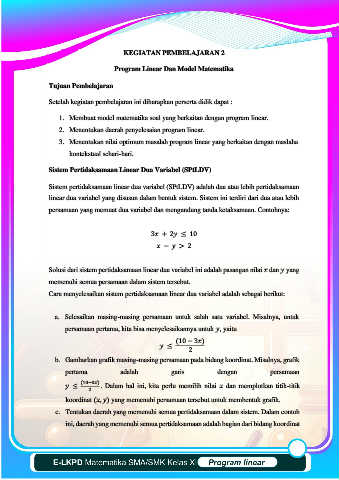 KEGIATAN PEMBELAJARAN 2
Program Linear Dan Model Matematika
Tujuan Pembelajaran
Setelah kegiatan pembelajaran ini diharapkan perserta didik dapat :
1. Membuat model matematika soal yang berkaitan dengan program linear.
2. Menentukan daerah penyelesaian program linear.
3. Menentukan nilai optimum masalah program linear yang berkaitan dengan maslaha
kontekstual sehari-hari.
Sistem Pertidaksamaan Linear Dua Variabel (SPtLDV)
Sistem pertidaksamaan linear dua variabel (SPtLDV) adalah dua atau lebih pertidaksamaan
linear dua variabel yang disusun dalam bentuk sistem. Sistem ini terdiri dari dua atau lebih
persamaan yang memuat dua variabel dan mengandung tanda ketaksamaan. Contohnya:
3x + 2y ≤ 10
x − y > 2
Solusi dari sistem pertidaksamaan linear dua variabel ini adalah pasangan nilai x dan y yang
memenuhi semua persamaan dalam sistem tersebut.
Cara menyelesaikan sistem pertidaksamaan linear dua variabel adalah sebagai berikut:
a. Selesaikan masing-masing persamaan untuk salah satu variabel. Misalnya, untuk
persamaan pertama, kita bisa menyelesaikannya untuk y, yaitu
y ≤ (10 − 3x)/2
b. Gambarkan grafik masing-masing persamaan pada bidang koordinat. Misalnya, grafik
pertama adalah garis dengan persamaan
y ≤ (10−3x)/2 . Dalam hal ini, kita perlu memilih nilai x dan memplotkan titik-titik
koordinat (x, y) yang memenuhi persamaan tersebut untuk membentuk grafik.
c. Tentukan daerah yang memenuhi semua pertidaksamaan dalam sistem. Dalam contoh
ini, daerah yang memenuhi semua pertidaksamaan adalah bagian dari bidang koordinat
E-LKPD Matematika SMA/SMK Kelas X Program linear